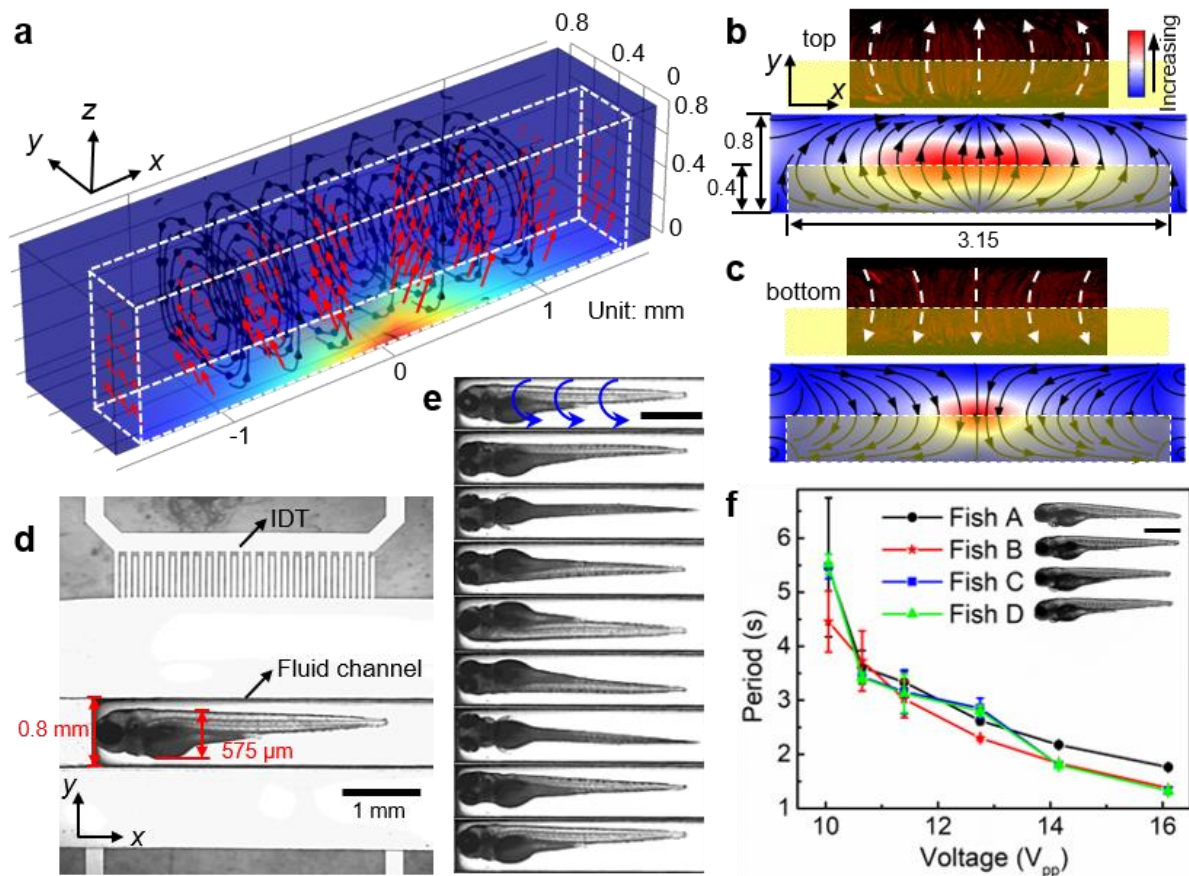 a
0.8
0.4
0
0.8
0.4
0
z
y
x
1
Unit: mm
0
-1
b
top
y
x
Increasing
0.8
0.4
3.15
c
bottom
d
IDT
Fluid channel
0.8 mm
575 µm
1 mm
y
x
e
f
Fish A
Fish B
Fish C
Fish D
Period (s)
6
5
4
3
2
1
10
12
14
16
Voltage (Vpp)